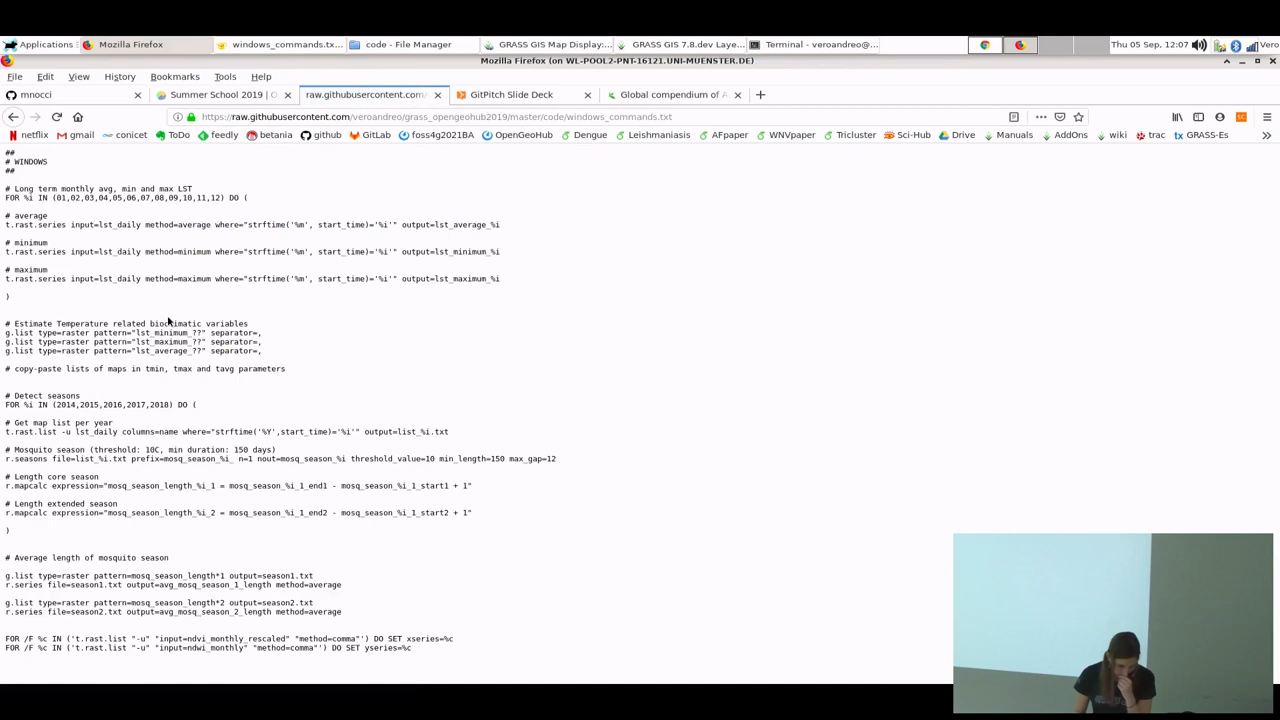 Applications
Mozilla Firefox
windows_commands.tx...
code - File Manager
GRASS GIS Map Display:...
GRASS GIS 7.8.dev Laye...
Terminal - veroandreo@...
Thu 05 Sep, 12:07
Vero
Mozilla Firefox (on WL-POOL2-PNT-16121.UNI-MUENSTER.DE)
File Edit View History Bookmarks Tools Help
mnocci
Summer School 2019 | O
raw.githubusercontent.com/
GitPitch Slide Deck
Global compendium of A
https://raw.githubusercontent.com/veroandreo/grass_opengeohub2019/master/code/windows_commands.txt
netflix gmail conicet ToDo feedly betania github GitLab foss4g2021BA OpenGeoHub Dengue Leishmaniasis AFpaper WNVpaper Tricluster Sci-Hub Drive Manuals AddOns wiki trac GRASS-Es
##
# WINDOWS
##
# Long term monthly avg, min and max LST
FOR %i IN (01,02,03,04,05,06,07,08,09,10,11,12) DO (
# average
t.rast.series input=lst_daily method=average where="strftime('%m', start_time)='%i'" output=lst_average_%i
# minimum
t.rast.series input=lst_daily method=minimum where="strftime('%m', start_time)='%i'" output=lst_minimum_%i
# maximum
t.rast.series input=lst_daily method=maximum where="strftime('%m', start_time)='%i'" output=lst_maximum_%i
)
# Estimate Temperature related bioclimatic variables
g.list type=raster pattern="lst_minimum_??" separator=,
g.list type=raster pattern="lst_maximum_??" separator=,
g.list type=raster pattern="lst_average_??" separator=,
# copy-paste lists of maps in tmin, tmax and tavg parameters
# Detect seasons
FOR %i IN (2014,2015,2016,2017,2018) DO (
# Get map list per year
t.rast.list -u lst_daily columns=name where="strftime('%Y',start_time)='%i'" output=list_%i.txt
# Mosquito season (threshold: 10C, min duration: 150 days)
r.seasons file=list_%i.txt prefix=mosq_season_%i_ n=1 nout=mosq_season_%i threshold_value=10 min_length=150 max_gap=12
# Length core season
r.mapcalc expression="mosq_season_length_%i_1 = mosq_season_%i_1_end1 - mosq_season_%i_1_start1 + 1"
# Length extended season
r.mapcalc expression="mosq_season_length_%i_2 = mosq_season_%i_1_end2 - mosq_season_%i_1_start2 + 1"
)
# Average length of mosquito season
g.list type=raster pattern=mosq_season_length*1 output=season1.txt
r.series file=season1.txt output=avg_mosq_season_1_length method=average
g.list type=raster pattern=mosq_season_length*2 output=season2.txt
r.series file=season2.txt output=avg_mosq_season_2_length method=average
FOR /F %c IN ('t.rast.list "-u" "input=ndvi_monthly_rescaled" "method=comma"') DO SET xseries=%c
FOR /F %c IN ('t.rast.list "-u" "input=ndwi_monthly" "method=comma"') DO SET yseries=%c